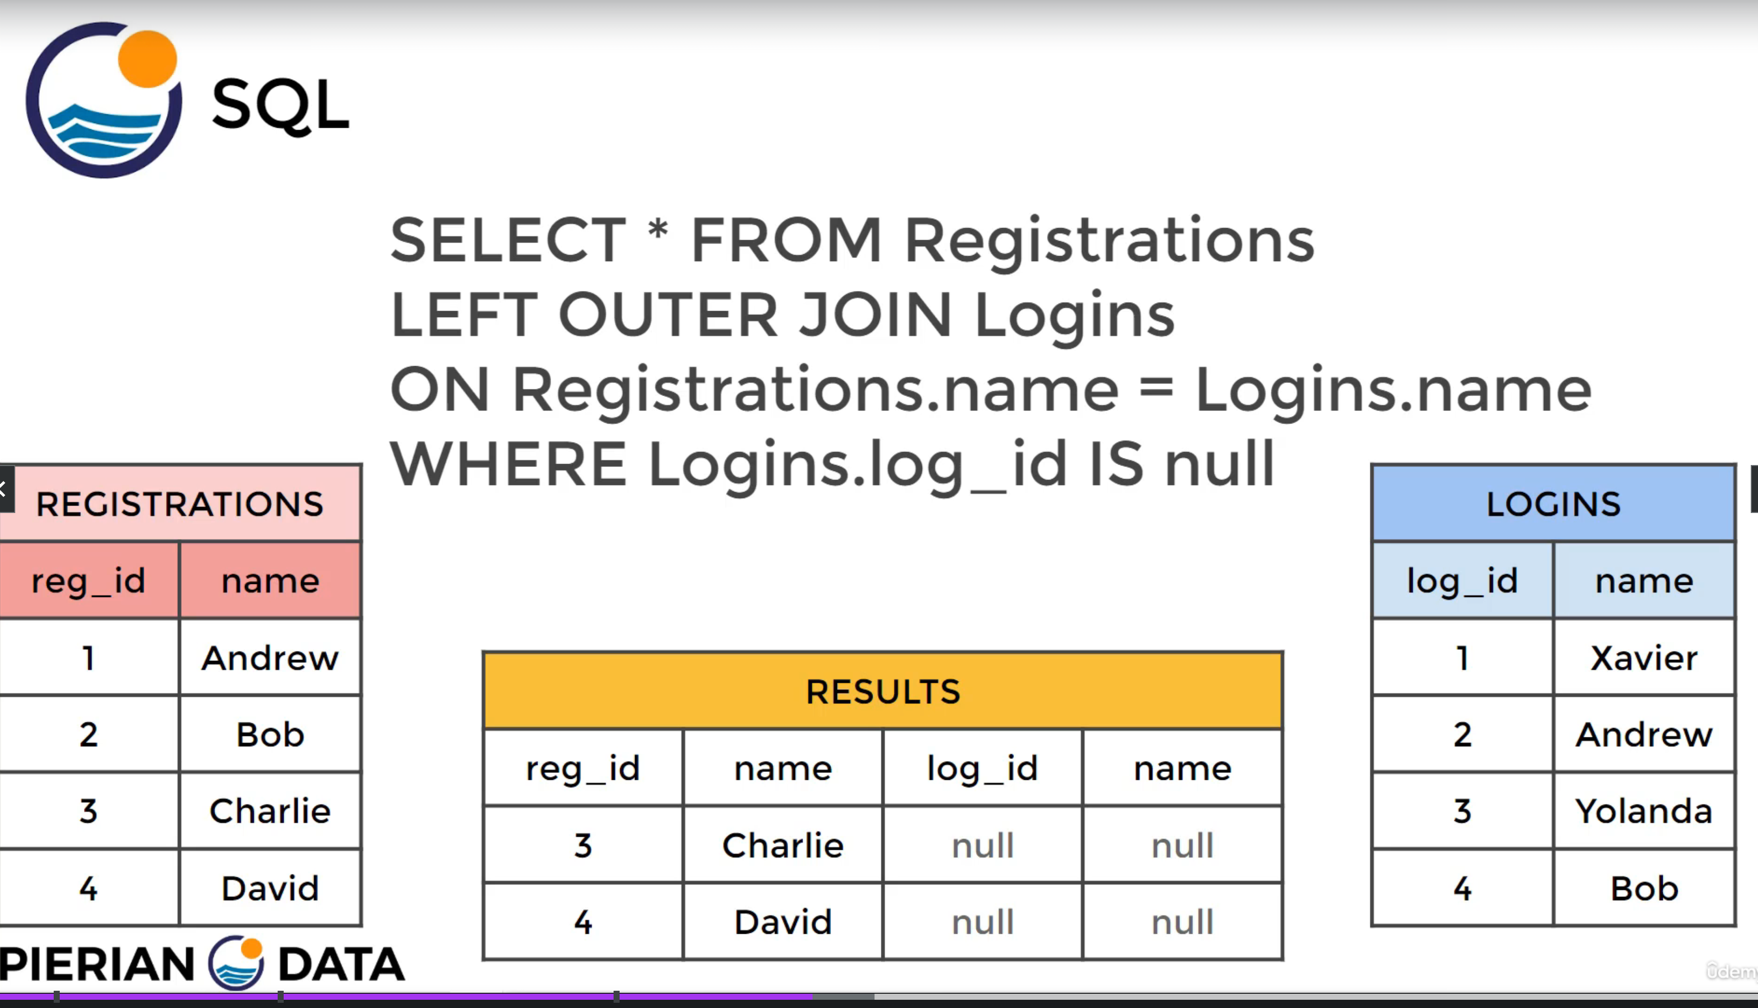 SQL
SELECT * FROM Registrations
LEFT OUTER JOIN Logins
ON Registrations.name = Logins.name
WHERE Logins.log_id IS null
REGISTRATIONS
reg_id name
1 Andrew
2 Bob
3 Charlie
4 David
RESULTS
reg_id name log_id name
3 Charlie null null
4 David null null
LOGINS
log_id name
1 Xavier
2 Andrew
3 Yolanda
4 Bob
PIERIAN DATA